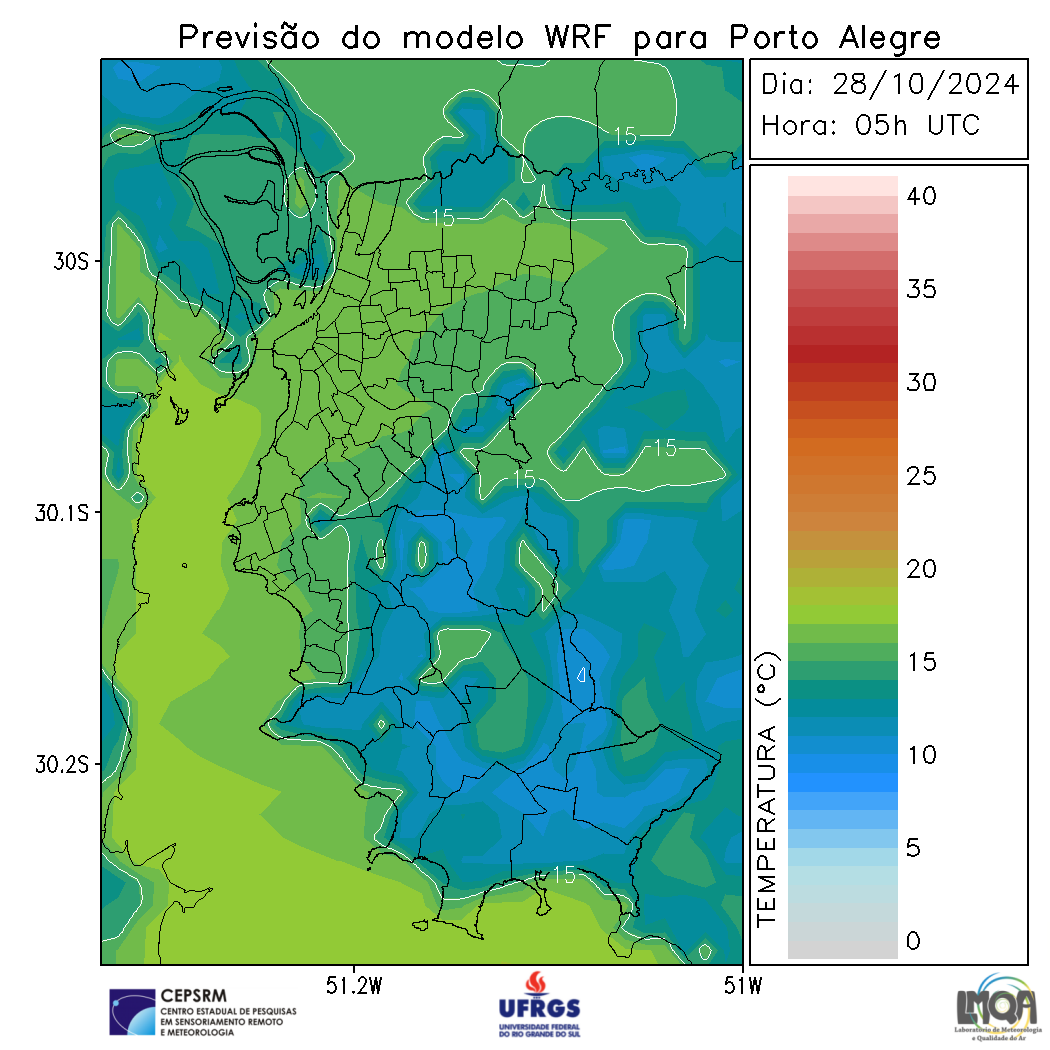 Previsão do modelo WRF para Porto Alegre
Dia: 28/10/2024
Hora: 05h UTC
15
15
15
15
15
30S
30.1S
30.2S
51.2W
51W
TEMPERATURA (°C)
40
35
30
25
20
15
10
5
0
CEPSRM
CENTRO ESTADUAL DE PESQUISAS
EM SENSORIAMENTO REMOTO
E METEOROLOGIA
UFRGS
UNIVERSIDADE FEDERAL
DO RIO GRANDE DO SUL
LMQA
Laboratório de Meteorologia
e Qualidade do Ar